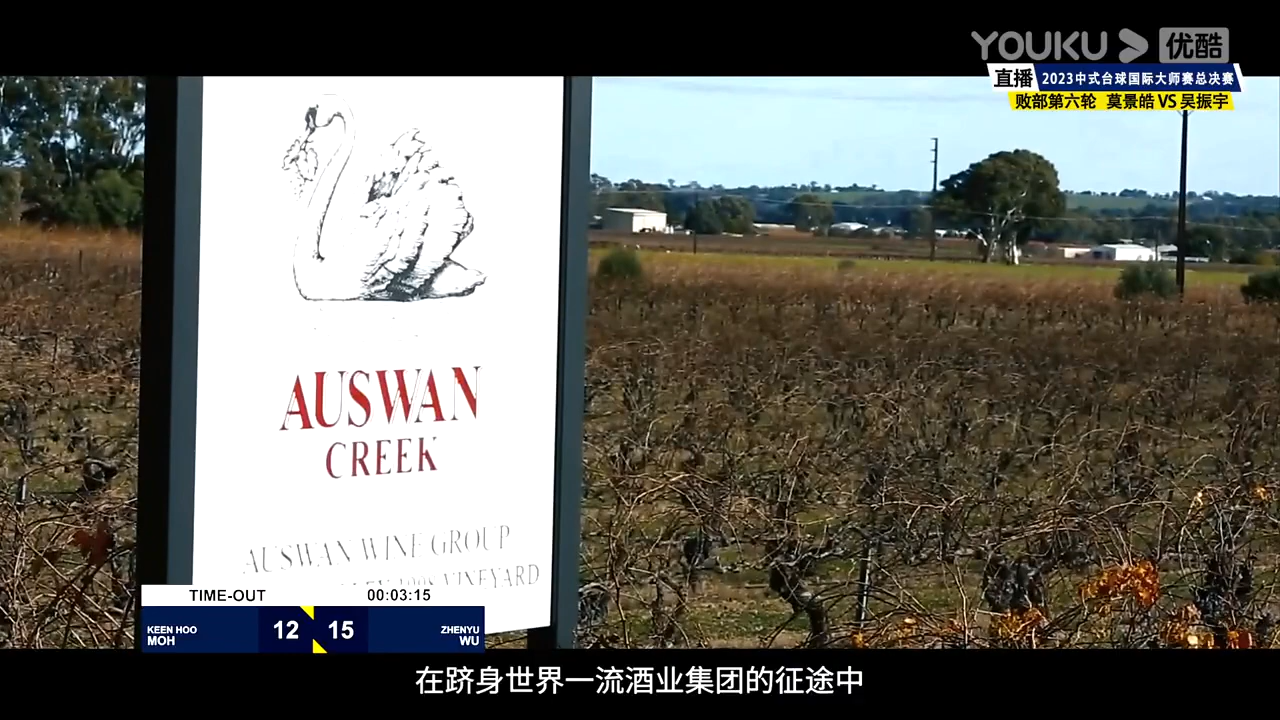 YOUKU 优酷
直播 2023中式台球国际大师赛总决赛
败部第六轮 莫景皓 VS 吴振宇
AUSWAN
CREEK
AUSWAN WINE GROUP
VINEYARD
TIME-OUT 00:03:15
KEEN HOO
MOH
12 15
ZHENYU
WU
在跻身世界一流酒业集团的征途中